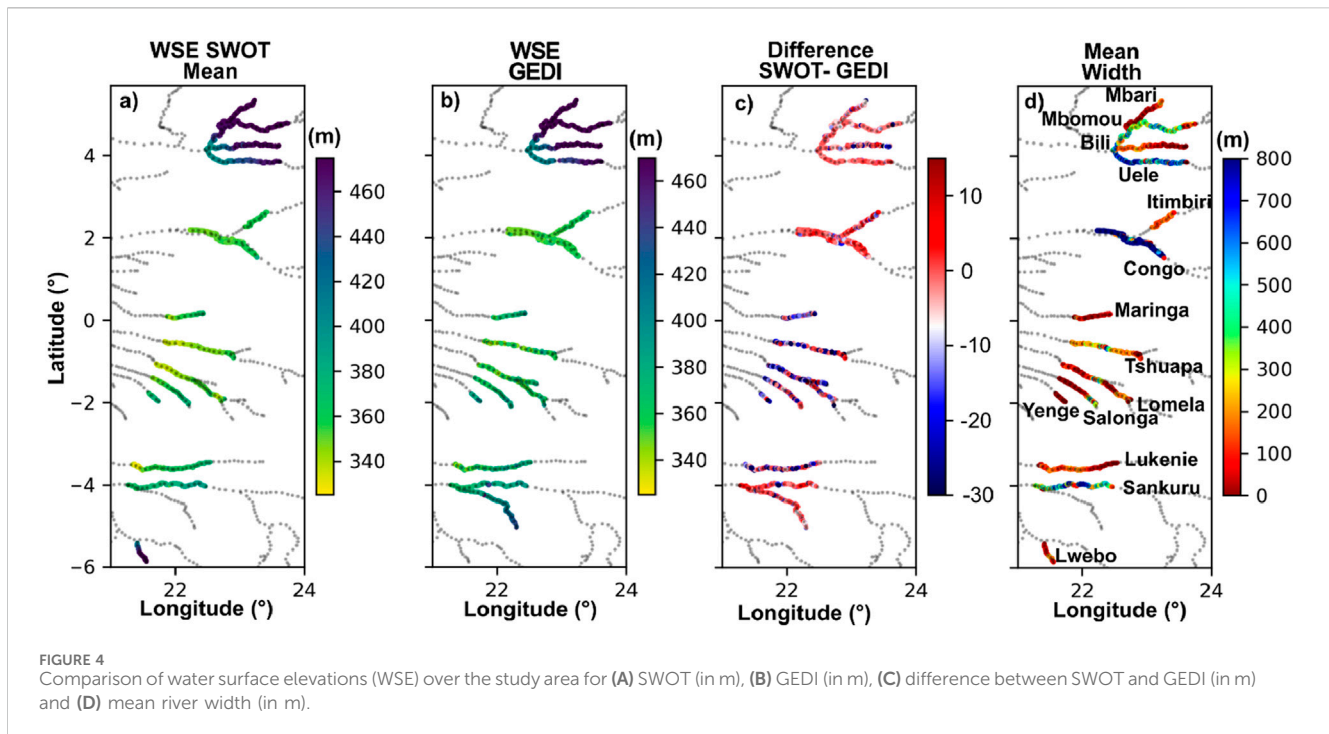 WSE SWOT
Mean
a)
(m)
460
440
420
400
380
360
340
4
2
0
−2
−4
−6
Latitude (°)
22
24
Longitude (°)
WSE
GEDI
b)
(m)
460
440
420
400
380
360
340
22
24
Longitude (°)
Difference
SWOT- GEDI
c)
10
0
-10
-20
-30
22
24
Longitude (°)
Mean
Width
d)
Mbari
Mbomou
Bili
Uele
Itimbiri
Congo
Maringa
Tshuapa
Yenge
Salonga
Lomela
Lukenie
Sankuru
Lwebo
(m)
800
700
600
500
400
300
200
100
0
22
24
Longitude (°)
FIGURE 4
Comparison of water surface elevations (WSE) over the study area for (A) SWOT (in m), (B) GEDI (in m), (C) difference between SWOT and GEDI (in m)
and (D) mean river width (in m).